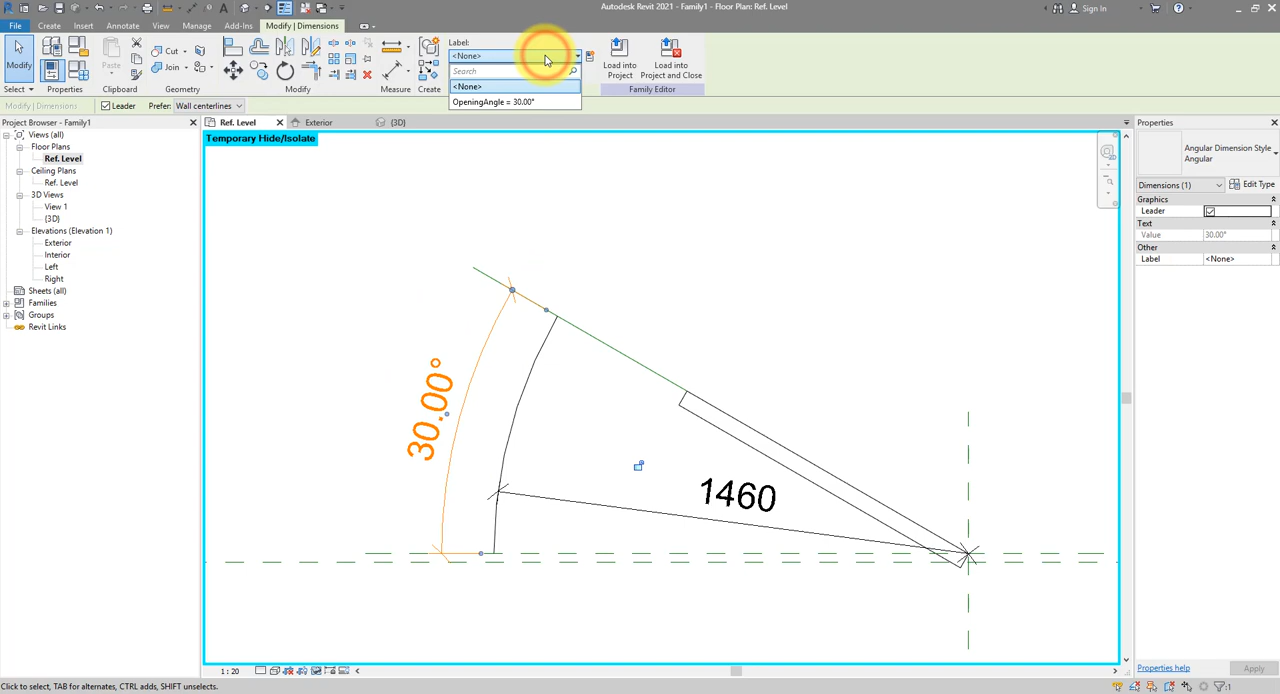 Autodesk Revit 2021 - Family1 - Floor Plan: Ref. Level
Sign In
File Create Insert Annotate View Manage Add-Ins Modify | Dimensions
Modify
Paste
Cut
Join
Label:
<None>
Search
<None>
OpeningAngle = 30.00°
Load into
Project
Load into
Project and Close
Select Properties Clipboard Geometry Modify Measure Create Family Editor
Modify | Dimensions Leader Prefer: Wall centerlines
Project Browser - Family1
Views (all)
Floor Plans
Ref. Level
Ceiling Plans
Ref. Level
3D Views
View 1
{3D}
Elevations (Elevation 1)
Exterior
Interior
Left
Right
Sheets (all)
Families
Groups
Revit Links
Ref. Level Exterior {3D}
Temporary Hide/Isolate
30.00°
1460
1 : 20
Properties
Angular Dimension Style
Angular
Dimensions (1) Edit Type
Graphics
Leader
Text
Value 30.00°
Other
Label <None>
Properties help Apply
Click to select, TAB for alternates, CTRL adds, SHIFT unselects.
:1